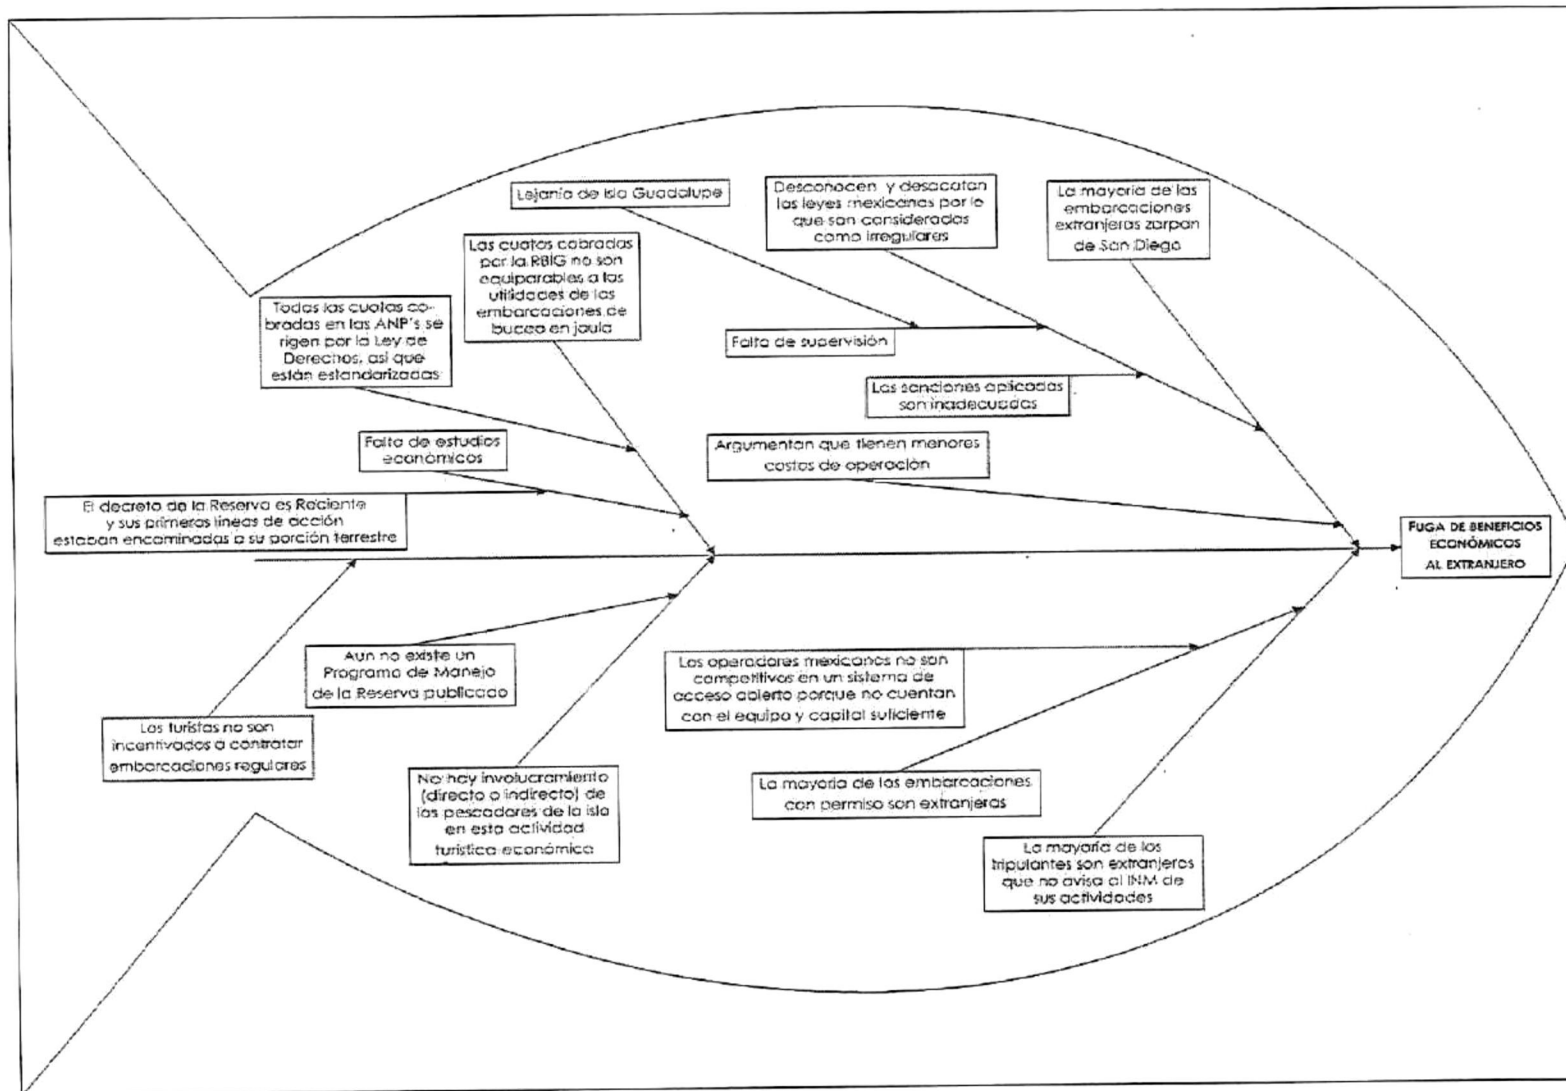 Lejanía de Isla Guadalupe
Desconocen y desacatan
las leyes mexicanas por lo
que son consideradas
como irregulares
La mayoría de las
embarcaciones
extranjeras zarpan
de San Diego
Las cuotas cobradas
por la RBIG no son
equiparables a las
utilidades de las
embarcaciones de
buceo en jaula
Todas las cuotas co-
bradas en las ANP's se
rigen por la Ley de
Derechos, así que
están estandarizadas
Falta de supervisión
Las sanciones aplicadas
son inadecuadas
Falta de estudios
económicos
Argumentan que tienen menores
costos de operación
El decreto de la Reserva es Reciente
y sus primeras líneas de acción
estaban encaminadas a su porción terrestre
FUGA DE BENEFICIOS
ECONÓMICOS
AL EXTRANJERO
Aun no existe un
Programa de Manejo
de la Reserva publicado
Los operadores mexicanos no son
competitivos en un sistema de
acceso abierto porque no cuentan
con el equipo y capital suficiente
Los turistas no son
incentivados a contratar
embarcaciones regulares
No hay involucramiento
(directo o indirecto) de
los pescadores de la isla
en esta actividad
turística económica
La mayoría de las embarcaciones
con permiso son extranjeras
La mayoría de los
tripulantes son extranjeros
que no avisa al INM de
sus actividades